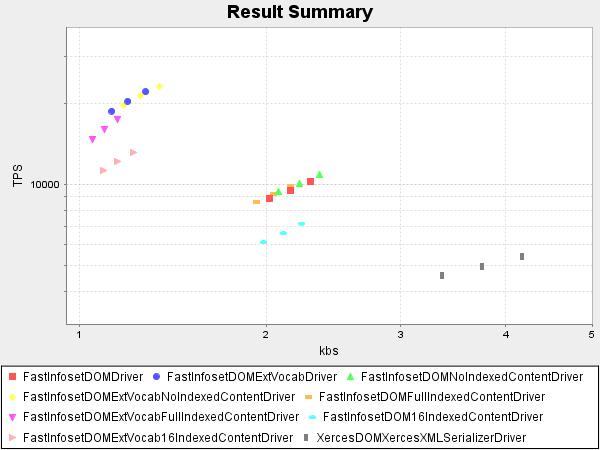 Result Summary
TPS
10000
1 2 3 4 5
kbs
FastInfosetDOMDriver FastInfosetDOMExtVocabDriver FastInfosetDOMNoIndexedContentDriver
FastInfosetDOMExtVocabNoIndexedContentDriver FastInfosetDOMFullIndexedContentDriver
FastInfosetDOMExtVocabFullIndexedContentDriver FastInfosetDOM16IndexedContentDriver
FastInfosetDOMExtVocab16IndexedContentDriver XercesDOMXercesXMLSerializerDriver